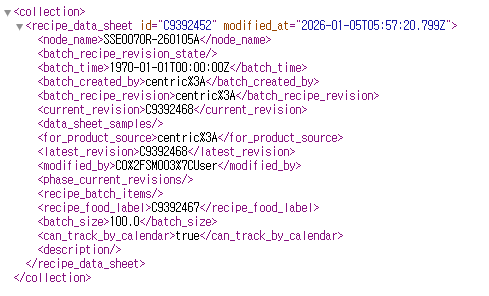 <collection>
<recipe_data_sheet id="C9392452" modified_at="2026-01-05T05:57:20.799Z">
<node_name>SSE0070R-260105A</node_name>
<batch_recipe_revision_state/>
<batch_time>1970-01-01T00:00:00Z</batch_time>
<batch_created_by>centric%3A</batch_created_by>
<batch_recipe_revision>centric%3A</batch_recipe_revision>
<current_revision>C9392468</current_revision>
<data_sheet_samples/>
<for_product_source>centric%3A</for_product_source>
<latest_revision>C9392468</latest_revision>
<modified_by>C0%2FSM003%7CUser</modified_by>
<phase_current_revisions/>
<recipe_batch_items/>
<recipe_food_label>C9392467</recipe_food_label>
<batch_size>100.0</batch_size>
<can_track_by_calendar>true</can_track_by_calendar>
<description/>
</recipe_data_sheet>
</collection>